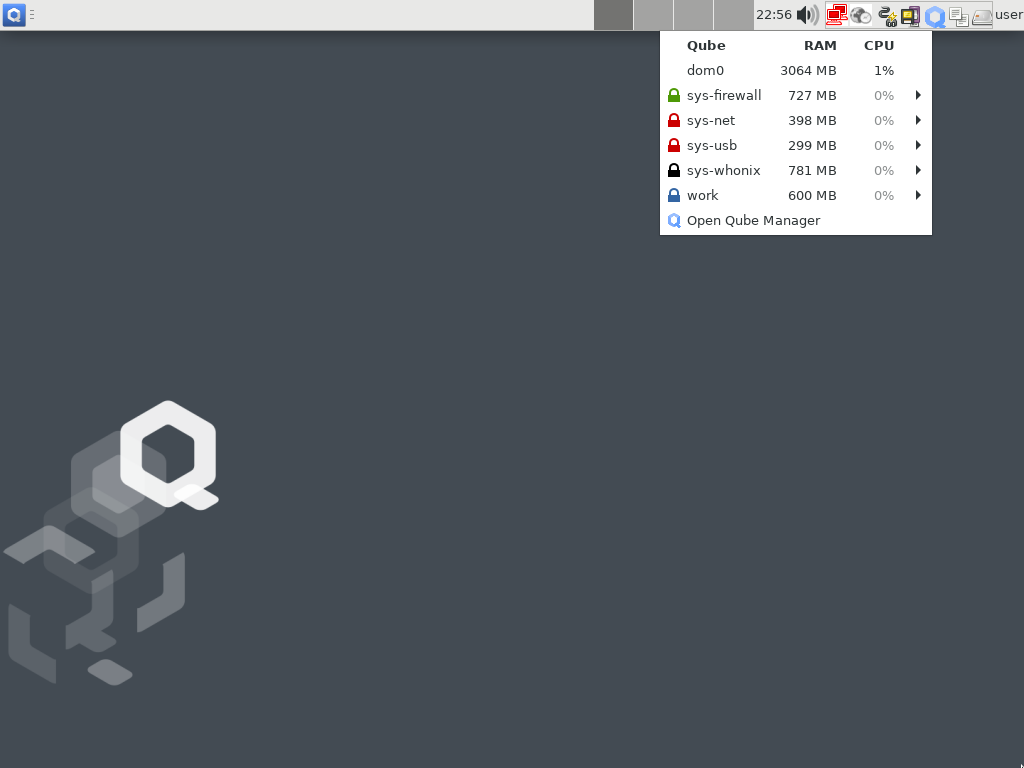 22:56 user
Qube RAM CPU
dom0 3064 MB 1%
sys-firewall 727 MB 0%
sys-net 398 MB 0%
sys-usb 299 MB 0%
sys-whonix 781 MB 0%
work 600 MB 0%
Open Qube Manager